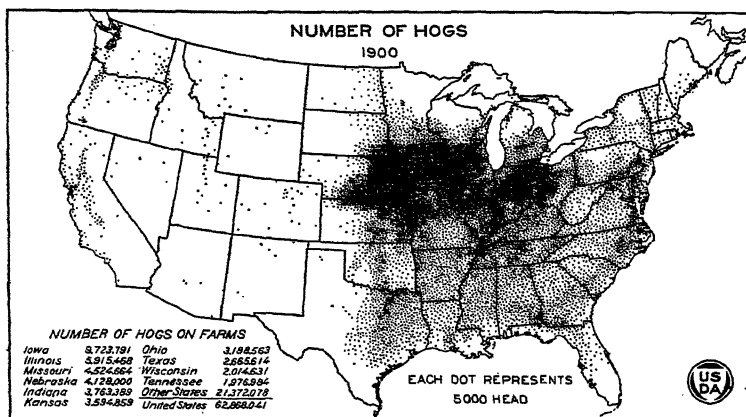 NUMBER OF HOGS
1900
NUMBER OF HOGS ON FARMS
Iowa 9,723,791 Ohio 3,188,563
Illinois 5,915,468 Texas 2,665,614
Missouri 4,524,664 Wisconsin 2,014,631
Nebraska 4,128,000 Tennessee 1,976,984
Indiana 3,763,389 Other States 21,372,078
Kansas 3,594,859 United States 62,868,041
EACH DOT REPRESENTS
5000 HEAD
US
DA